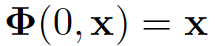 𝚽(0, 𝐱) = 𝐱